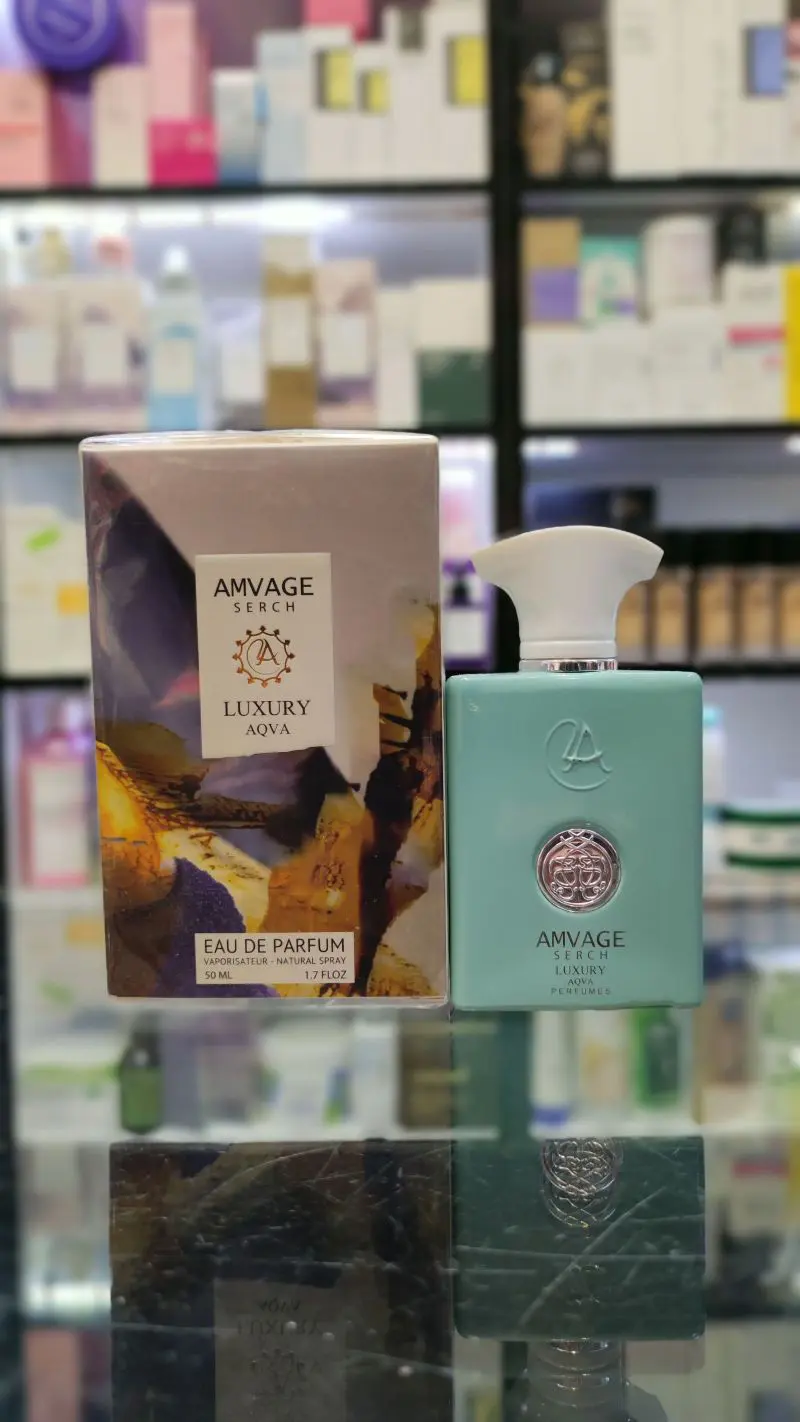 AMVAGE
SERCH
LUXURY
AQVA
EAU DE PARFUM
VAPORISATEUR - NATURAL SPRAY
50 ML 1.7 FLOZ
AMVAGE
SERCH
LUXURY
AQVA
PERFUMES